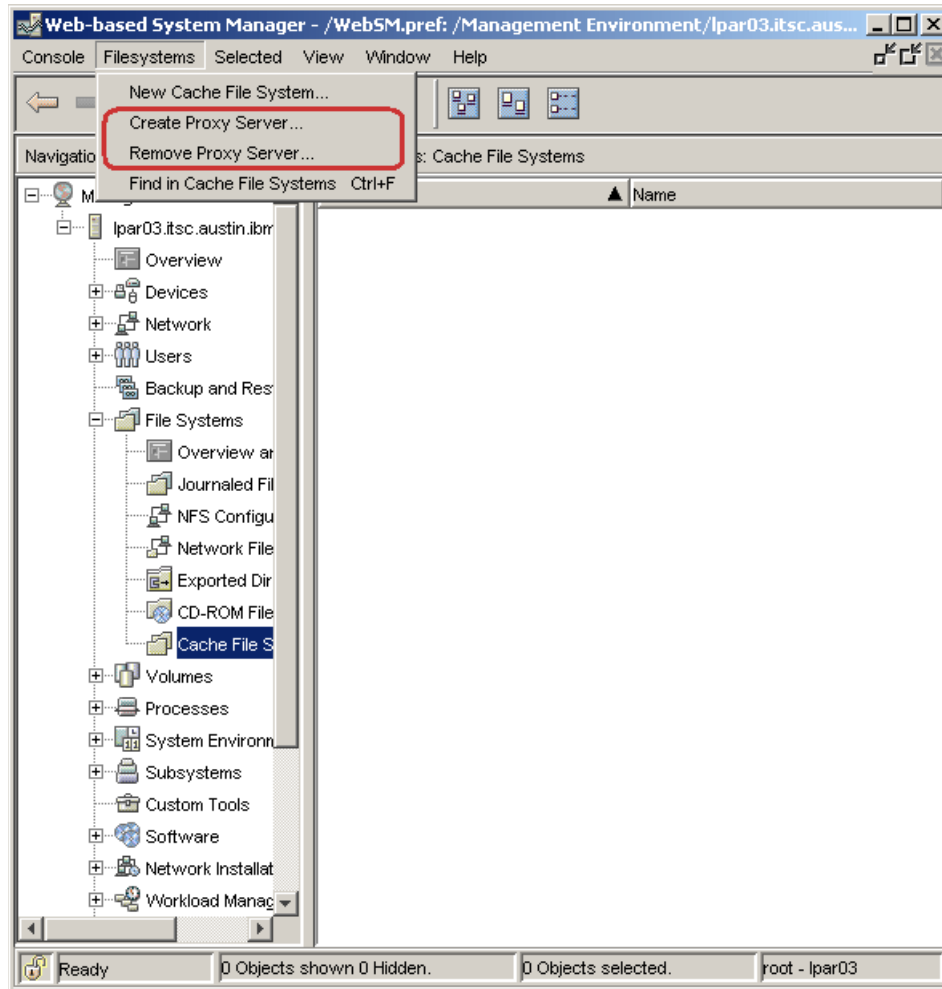 Web-based System Manager - /WebSM.pref: /Management Environment/lpar03.itsc.aus...
Console Filesystems Selected View Window Help
New Cache File System...
Create Proxy Server...
Remove Proxy Server...
Find in Cache File Systems Ctrl+F
Navigatio s: Cache File Systems
Name
M
lpar03.itsc.austin.ibm
Overview
Devices
Network
Users
Backup and Res
File Systems
Overview an
Journaled Fil
NFS Configu
Network File
Exported Dir
CD-ROM File
Cache File S
Volumes
Processes
System Environm
Subsystems
Custom Tools
Software
Network Installat
Workload Manag
Ready 0 Objects shown 0 Hidden. 0 Objects selected. root - lpar03